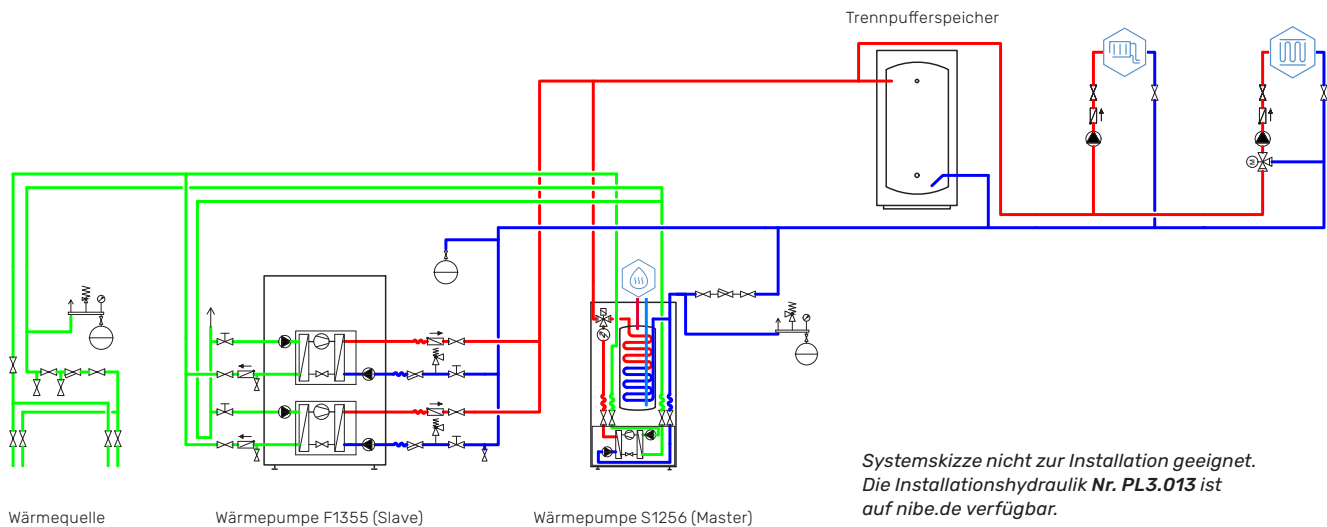 Trennpufferspeicher
M
Systemskizze nicht zur Installation geeignet.
Die Installationshydraulik Nr. PL3.013 ist
auf nibe.de verfügbar.
Wärmequelle
Wärmepumpe F1355 (Slave)
Wärmepumpe S1256 (Master)